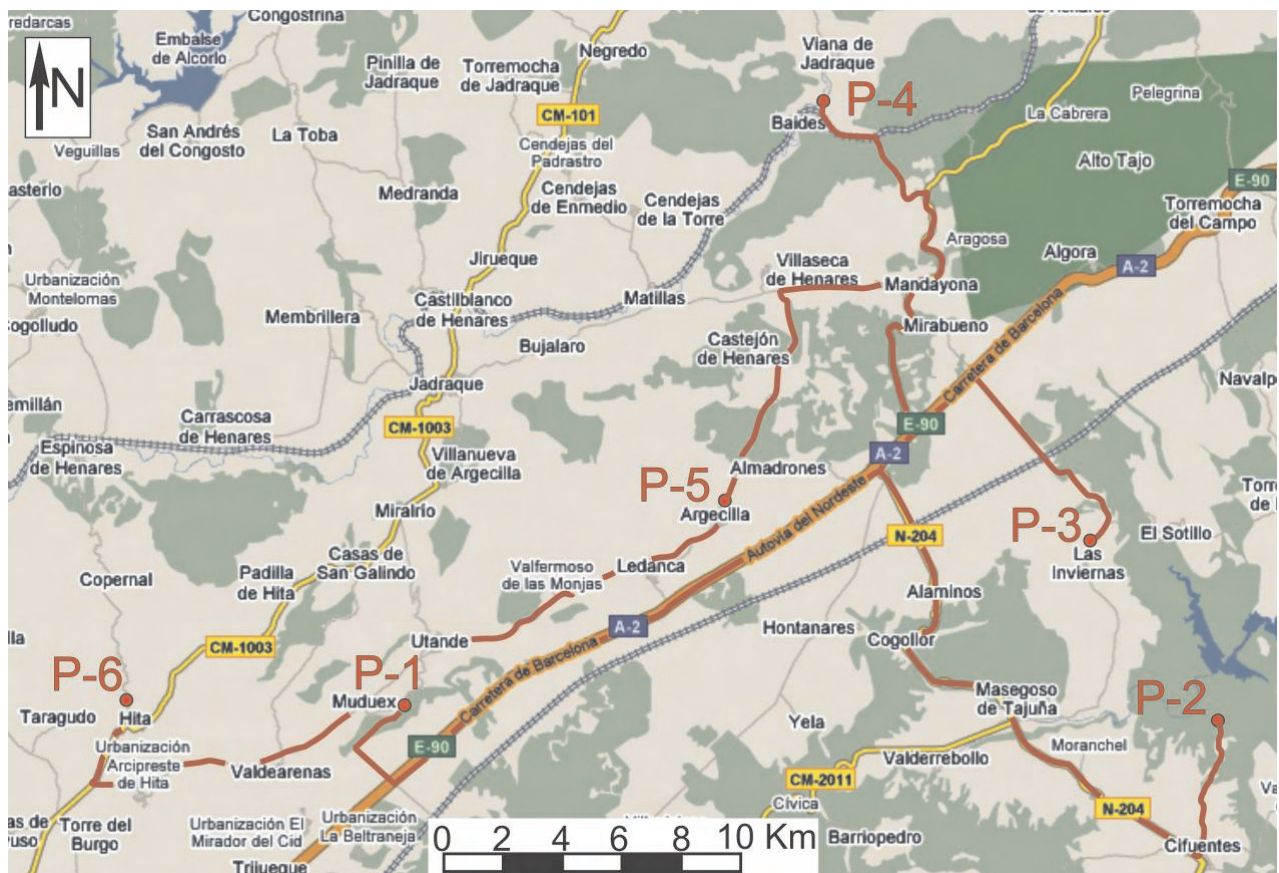 redarcas
Congostrina
Embalse
de Alcorlo
Pinilla de
Jadraque
Torremocha
de Jadraque
Negredo
Viana de
Jadraque
de Henares
N
San Andrés
del Congosto
La Toba
Veguillas
CM-101
Cendejas del
Padrastro
Baides
P-4
La Cabrera
Pelegrina
Alto Tajo
E-90
asterio
Medranda
Cendejas
de Enmedio
Cendejas
de la Torre
Torremocha
del Campo
Aragosa
Algora
Urbanización
Montelomas
Jirueque
Villaseca
de Henares
Mandayona
A-2
Cogolludo
Membrillera
Castilblanco
de Henares
Matillas
Mirabueno
Carretera de Barcelona
Bujalaro
Castejón
de Henares
Jadraque
Navalp
emillán
Carrascosa
de Henares
CM-1003
E-90
Espinosa
de Henares
Villanueva
de Argecilla
A-2
Almadrones
P-5
Argecilla
Torre
de
Miralrío
Autovía del Nordeste
N-204
P-3
El Sotillo
Las
Inviernas
Casas de
San Galindo
Copernal
Padilla
de Hita
Valfermoso
de las Monjas
Ledanca
Alaminos
lla
CM-1003
Utande
A-2
Hontanares
Cogollor
P-6
P-1
Carretera de Barcelona
Taragudo
Hita
Muduex
Masegoso
de Tajuña
P-2
Yela
Moranchel
Urbanización
Arcipreste
de Hita
Valdearenas
E-90
Valderrebollo
CM-2011
Cívica
N-204
Va
as de
puso
Torre del
Burgo
Urbanización El
Mirador del Cid
Urbanización
La Beltraneja
Barriopedro
Cifuentes
Trijueque
0 2 4 6 8 10 Km